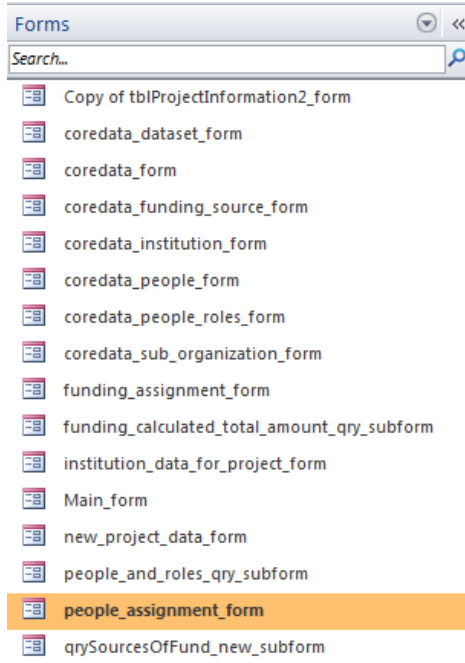 Forms
Search...
Copy of tblProjectInformation2_form
coredata_dataset_form
coredata_form
coredata_funding_source_form
coredata_institution_form
coredata_people_form
coredata_people_roles_form
coredata_sub_organization_form
funding_assignment_form
funding_calculated_total_amount_qry_subform
institution_data_for_project_form
Main_form
new_project_data_form
people_and_roles_qry_subform
people_assignment_form
qrySourcesOfFund_new_subform